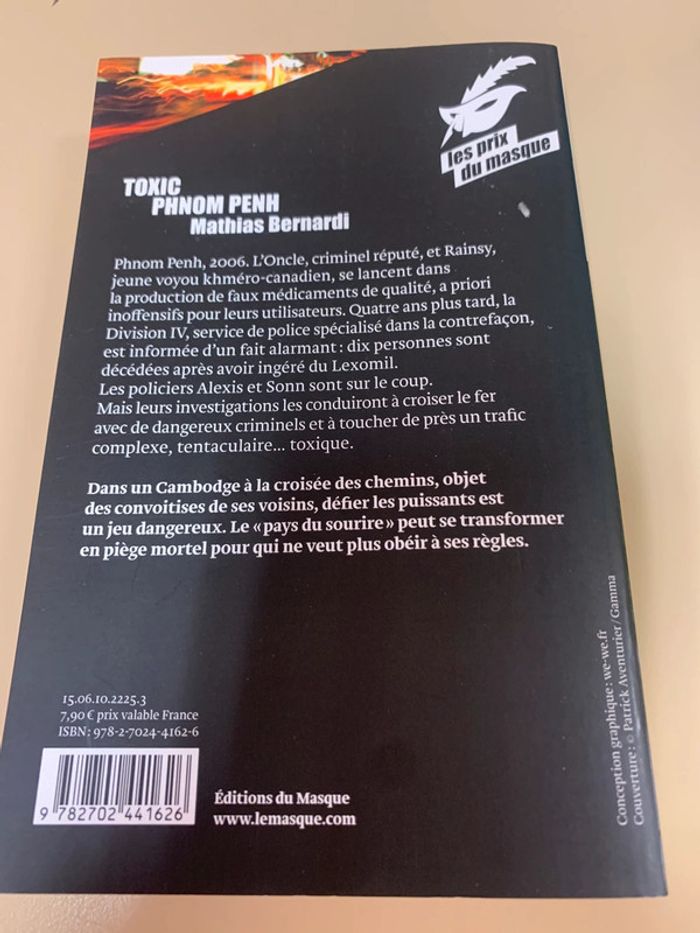 les prix
du masque
TOXIC
PHNOM PENH
Mathias Bernardi
Phnom Penh, 2006. L'Oncle, criminel réputé, et Rainsy,
jeune voyou khméro-canadien, se lancent dans
la production de faux médicaments de qualité, a priori
inoffensifs pour leurs utilisateurs. Quatre ans plus tard, la
Division IV, service de police spécialisé dans la contrefaçon,
est informée d'un fait alarmant : dix personnes sont
décédées après avoir ingéré du Lexomil.
Les policiers Alexis et Sonn sont sur le coup.
Mais leurs investigations les conduiront à croiser le fer
avec de dangereux criminels et à toucher de près un trafic
complexe, tentaculaire... toxique.
Dans un Cambodge à la croisée des chemins, objet
des convoitises de ses voisins, défier les puissants est
un jeu dangereux. Le « pays du sourire » peut se transformer
en piège mortel pour qui ne veut plus obéir à ses règles.
15.06.10.2225.3
7,90 € prix valable France
ISBN : 978-2-7024-4162-6
9 782702 441626
Éditions du Masque
www.lemasque.com
Conception graphique : we-we.fr
Couverture : © Patrick Aventurier / Gamma